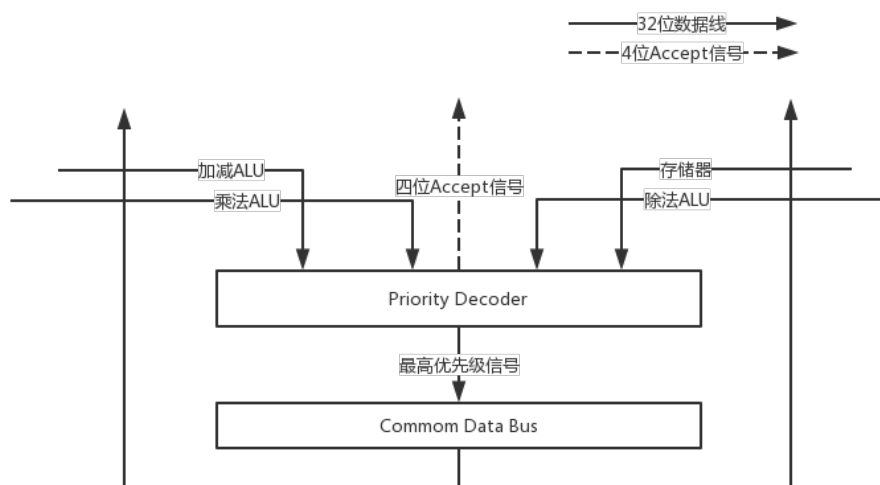 32位数据线
4位Accept信号
加减ALU
存储器
四位Accept信号
乘法ALU
除法ALU
Priority Decoder
最高优先级信号
Commom Data Bus